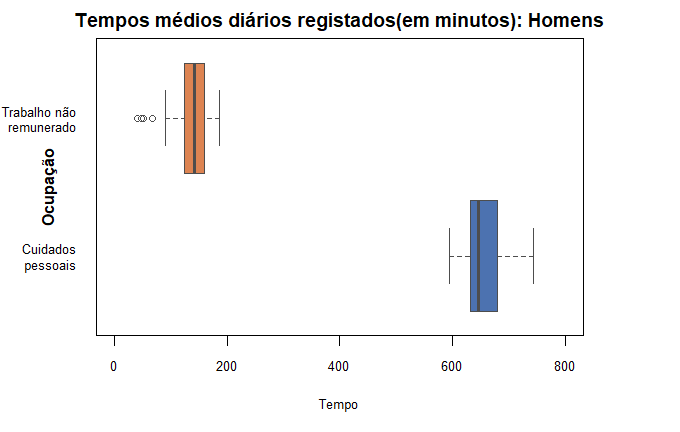 Tempos médios diários registados(em minutos): Homens
Trabalho não
remunerado
Ocupação
Cuidados
pessoais
0 200 400 600 800
Tempo